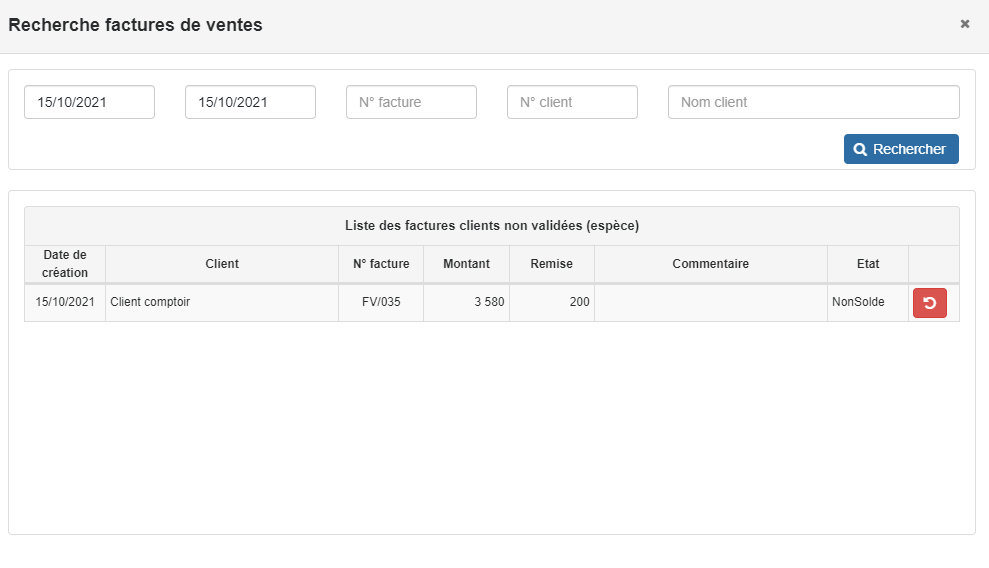 Recherche factures de ventes
×
15/10/2021 15/10/2021 N° facture N° client Nom client
Rechercher
Liste des factures clients non validées (espèce)
Date de création Client N° facture Montant Remise Commentaire Etat
15/10/2021 Client comptoir FV/035 3 580 200 NonSolde